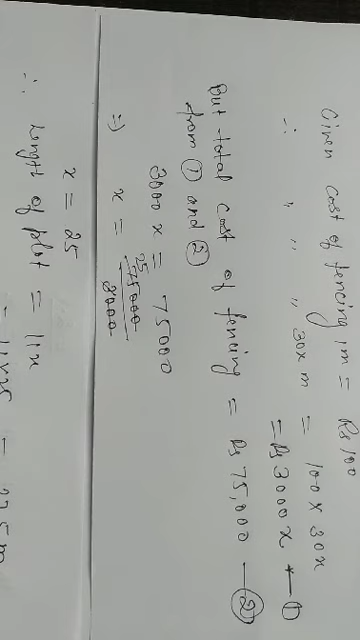 Given cost of fencing 1m = Rs 100
∴ " " " 30x m = 100 × 30x
= Rs 3000x ← ①
But total cost of fencing = Rs 75,000 — ②
from ① and ②
3000x = 75000
⇒ x = 75000/3000 25
x = 25
∴ length of plot = 11x